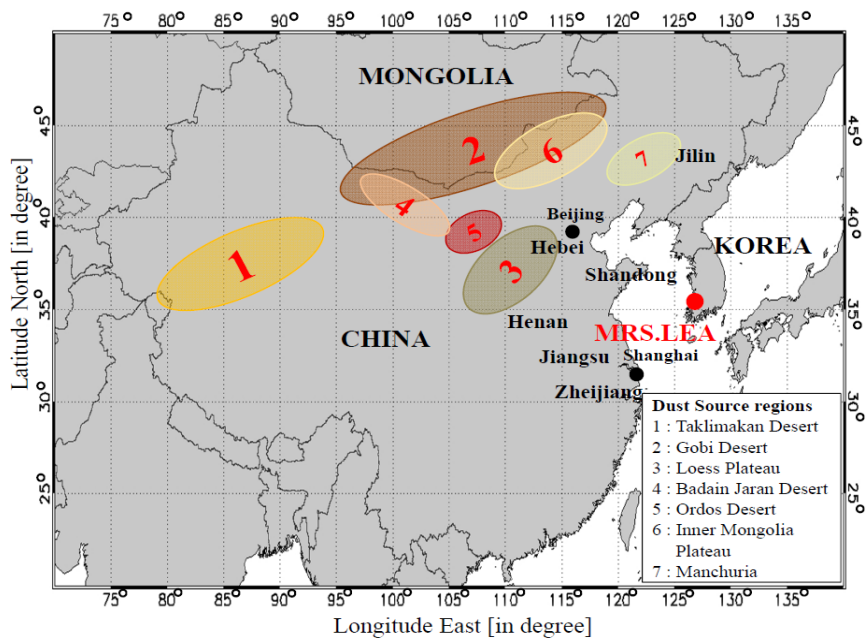 75° 80° 85° 90° 95° 100° 105° 110° 115° 120° 125° 130° 135°
MONGOLIA
45° 45°
2
6
7
Jilin
4
40° 40°
5
Beijing
Hebei
KOREA
1
3
Shandong
35° 35°
Henan
MRS.LEA
CHINA
Jiangsu
Shanghai
30° 30°
Zheijiang
Dust Source regions
1 : Taklimakan Desert
2 : Gobi Desert
3 : Loess Plateau
4 : Badain Jaran Desert
5 : Ordos Desert
6 : Inner Mongolia
Plateau
7 : Manchuria
25° 25°
75° 80° 85° 90° 95° 100° 105° 110° 115° 120° 125° 130° 135°
Longitude East [in degree]
Latitude North [in degree]